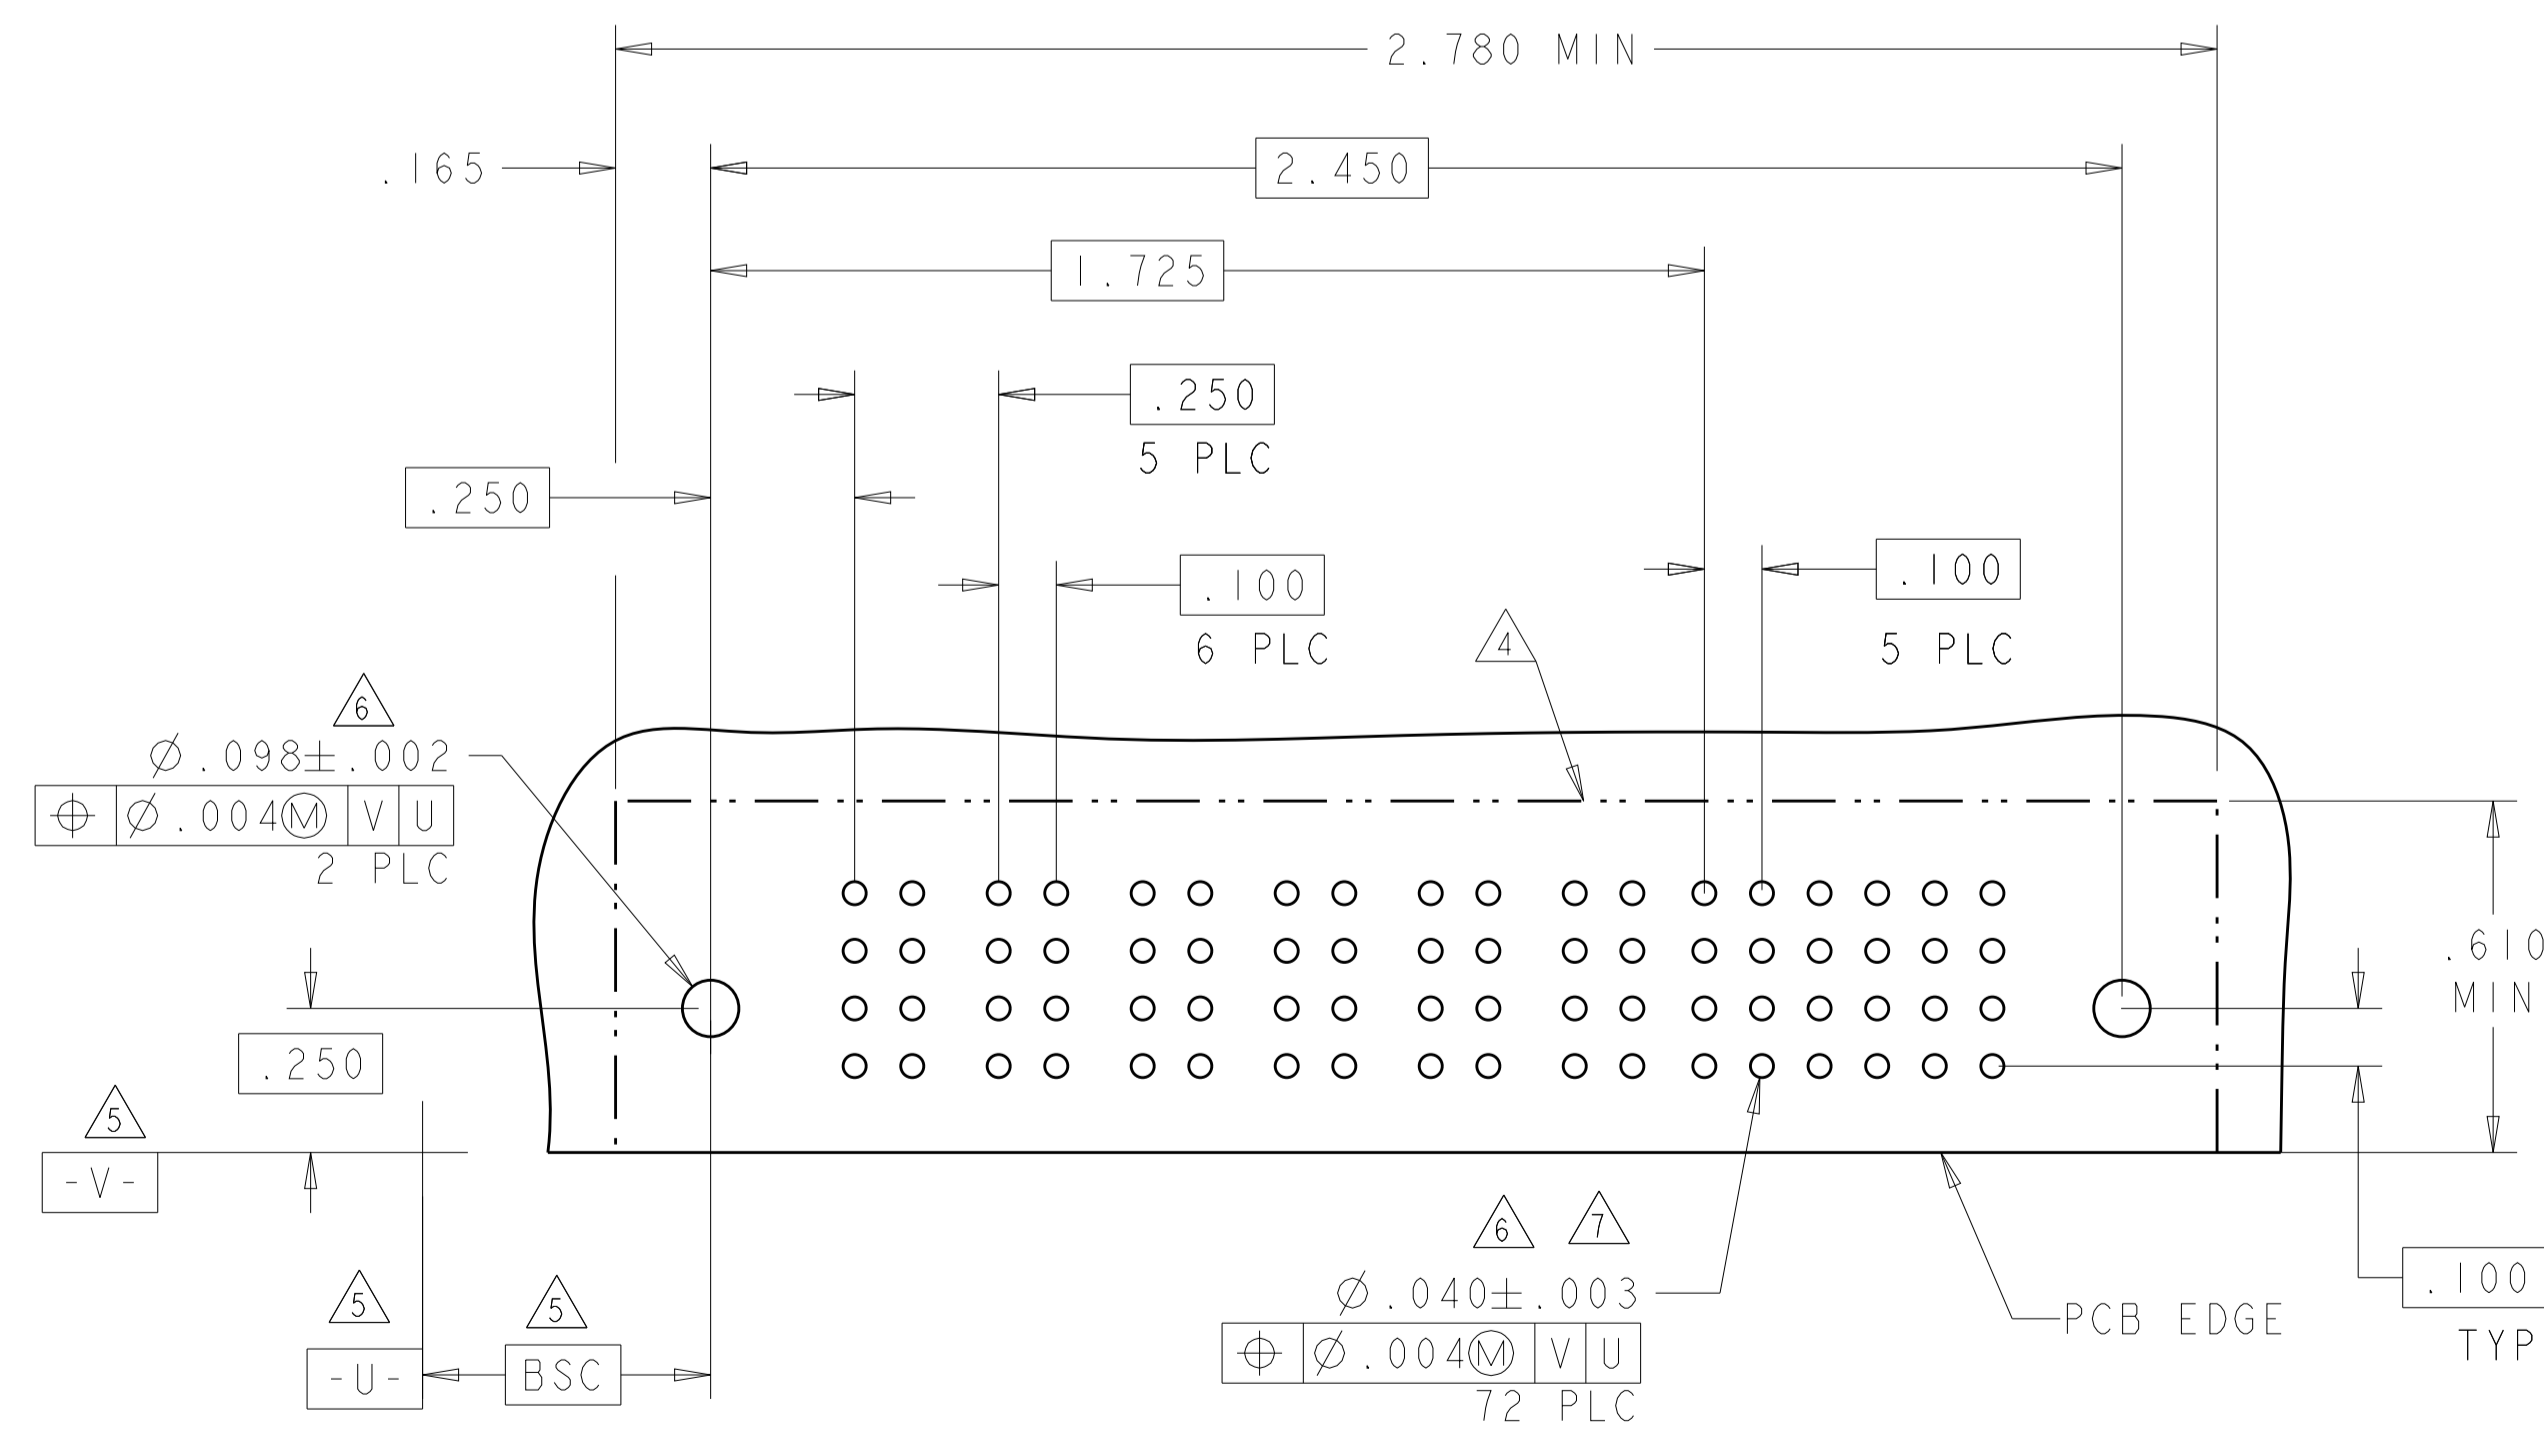 2.780 MIN
.165
2.450
1.725
.250
5 PLC
.250
.100
6 PLC
.100
5 PLC
4
6
⌀.098±.002
⌖ ⌀.004Ⓜ V U
2 PLC
.610
MIN
.250
5
-V-
6 7
⌀.040±.003
⌖ ⌀.004Ⓜ V U
72 PLC
PCB EDGE
.100
TYP
5
-U-
5
BSC